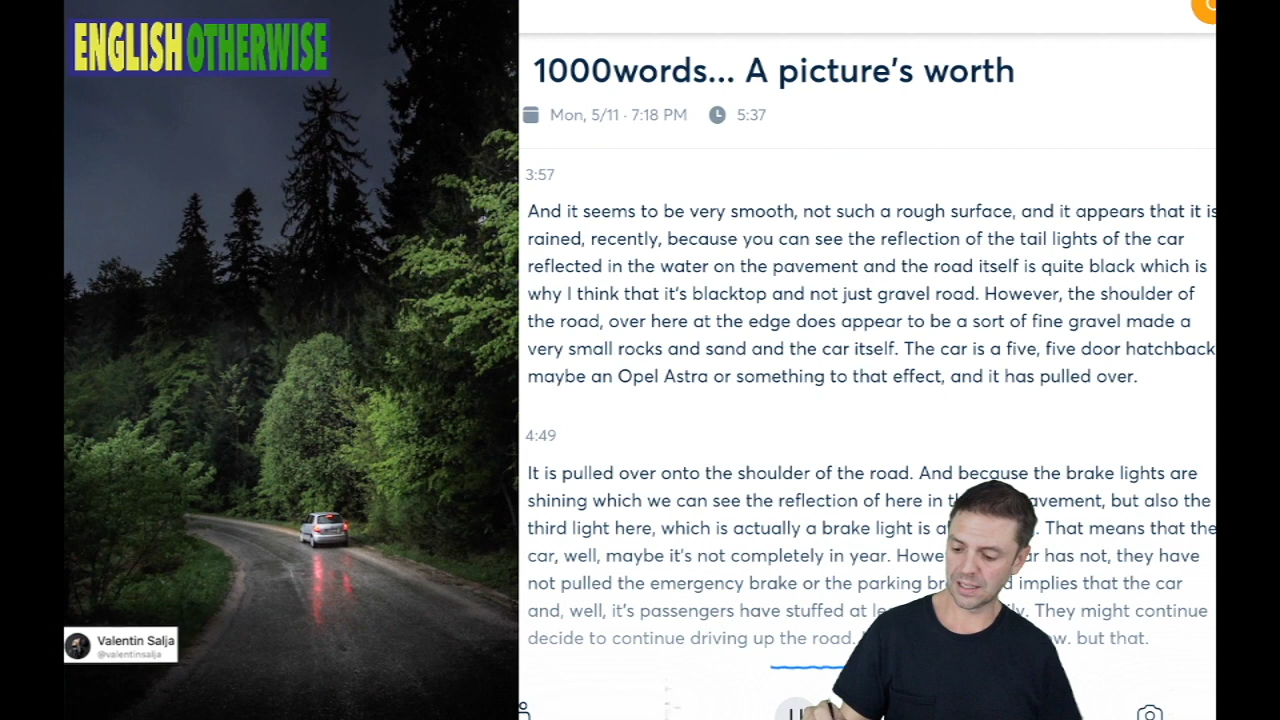 ENGLISH OTHERWISE
1000words... A picture's worth
Mon, 5/11 · 7:18 PM 5:37
3:57
And it seems to be very smooth, not such a rough surface, and it appears that it is
rained, recently, because you can see the reflection of the tail lights of the car
reflected in the water on the pavement and the road itself is quite black which is
why I think that it's blacktop and not just gravel road. However, the shoulder of
the road, over here at the edge does appear to be a sort of fine gravel made a
very small rocks and sand and the car itself. The car is a five, five door hatchback
maybe an Opel Astra or something to that effect, and it has pulled over.
4:49
It is pulled over onto the shoulder of the road. And because the brake lights are
shining which we can see the reflection of here in avement, but also the
third light here, which is actually a brake light is a . That means that the
car, well, maybe it's not completely in year. Howe ar has not, they have
not pulled the emergency brake or the parking br d implies that the car
and, well, it's passengers have stuffed at le ily. They might continue
decide to continue driving up the road. w. but that.
Valentin Salja
@valentinsalja